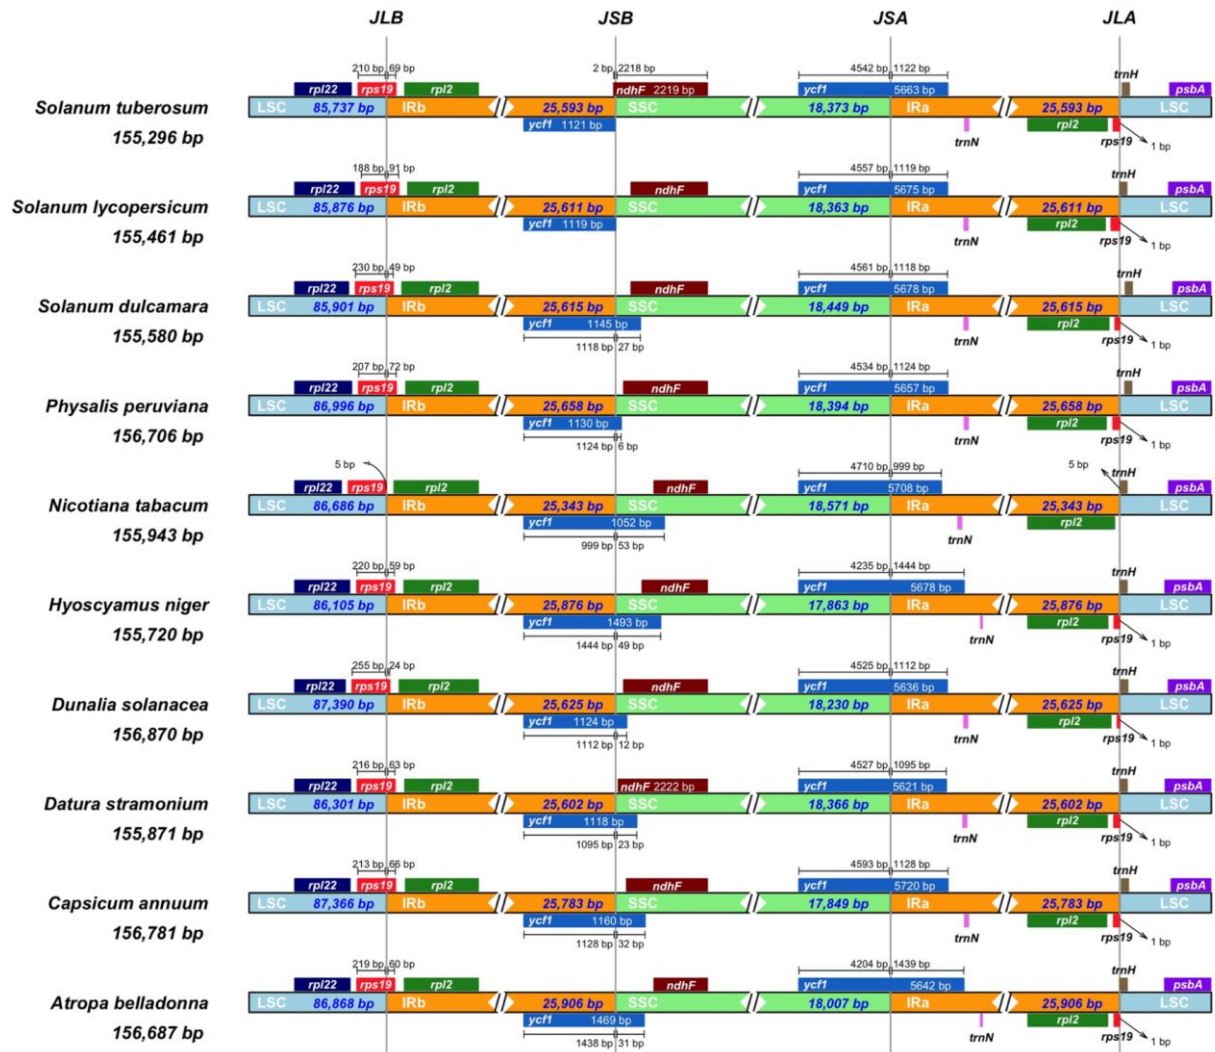 JLB JSB JSA JLA
210 bp 69 bp 2 bp 2218 bp 4542 bp 1122 bp trnH
rpl22 rps19 rpl2 ndhF 2219 bp ycf1 5663 bp psbA
Solanum tuberosum LSC 85,737 bp IRb 25,593 bp SSC 18,373 bp IRa 25,593 bp LSC
155,296 bp ycf1 1121 bp trnN rpl2 rps19 1 bp
188 bp 91 bp 4557 bp 1119 bp trnH
rpl22 rps19 rpl2 ndhF ycf1 5675 bp psbA
Solanum lycopersicum LSC 85,876 bp IRb 25,611 bp SSC 18,363 bp IRa 25,611 bp LSC
155,461 bp ycf1 1119 bp trnN rpl2 rps19 1 bp
230 bp 49 bp 4561 bp 1118 bp trnH
rpl22 rps19 rpl2 ndhF ycf1 5678 bp psbA
Solanum dulcamara LSC 85,901 bp IRb 25,615 bp SSC 18,449 bp IRa 25,615 bp LSC
155,580 bp ycf1 1145 bp trnN rpl2 rps19 1 bp
1118 bp 27 bp
207 bp 72 bp 4534 bp 1124 bp trnH
rpl22 rps19 rpl2 ndhF ycf1 5657 bp psbA
Physalis peruviana LSC 86,996 bp IRb 25,658 bp SSC 18,394 bp IRa 25,658 bp LSC
156,706 bp ycf1 1130 bp trnN rpl2 rps19 1 bp
1124 bp 6 bp
5 bp 4710 bp 999 bp 5 bp trnH
rpl22 rps19 rpl2 ndhF ycf1 5708 bp psbA
Nicotiana tabacum LSC 86,686 bp IRb 25,343 bp SSC 18,571 bp IRa 25,343 bp LSC
155,943 bp ycf1 1052 bp trnN rpl2
999 bp 53 bp
220 bp 59 bp 4235 bp 1444 bp trnH
rpl22 rps19 rpl2 ndhF ycf1 5678 bp psbA
Hyoscyamus niger LSC 86,105 bp IRb 25,876 bp SSC 17,863 bp IRa 25,876 bp LSC
155,720 bp ycf1 1493 bp trnN rpl2 rps19 1 bp
1444 bp 49 bp
255 bp 24 bp 4525 bp 1112 bp trnH
rpl22 rps19 rpl2 ndhF ycf1 5636 bp psbA
Dunalia solanacea LSC 87,390 bp IRb 25,625 bp SSC 18,230 bp IRa 25,625 bp LSC
156,870 bp ycf1 1124 bp trnN rpl2 rps19 1 bp
1112 bp 12 bp
216 bp 63 bp 4527 bp 1095 bp trnH
rpl22 rps19 rpl2 ndhF 2222 bp ycf1 5621 bp psbA
Datura stramonium LSC 86,301 bp IRb 25,602 bp SSC 18,366 bp IRa 25,602 bp LSC
155,871 bp ycf1 1118 bp trnN rpl2 rps19 1 bp
1095 bp 23 bp
213 bp 66 bp 4593 bp 1128 bp trnH
rpl22 rps19 rpl2 ndhF ycf1 5720 bp psbA
Capsicum annuum LSC 87,366 bp IRb 25,783 bp SSC 17,849 bp IRa 25,783 bp LSC
156,781 bp ycf1 1160 bp trnN rpl2 rps19 1 bp
1128 bp 32 bp
219 bp 60 bp 4204 bp 1439 bp trnH
rpl22 rps19 rpl2 ndhF ycf1 5642 bp psbA
Atropa belladonna LSC 86,868 bp IRb 25,906 bp SSC 18,007 bp IRa 25,906 bp LSC
156,687 bp ycf1 1469 bp trnN rpl2 rps19 1 bp
1438 bp 31 bp